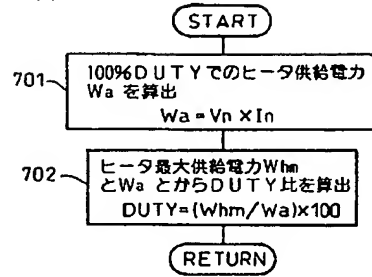 START
701
100%DUTYでのヒータ供給電力
Wa を算出
Wa = Vn × In
702
ヒータ最大供給電力Whm
とWa とからDUTY比を算出
DUTY=(Whm/Wa)×100
RETURN